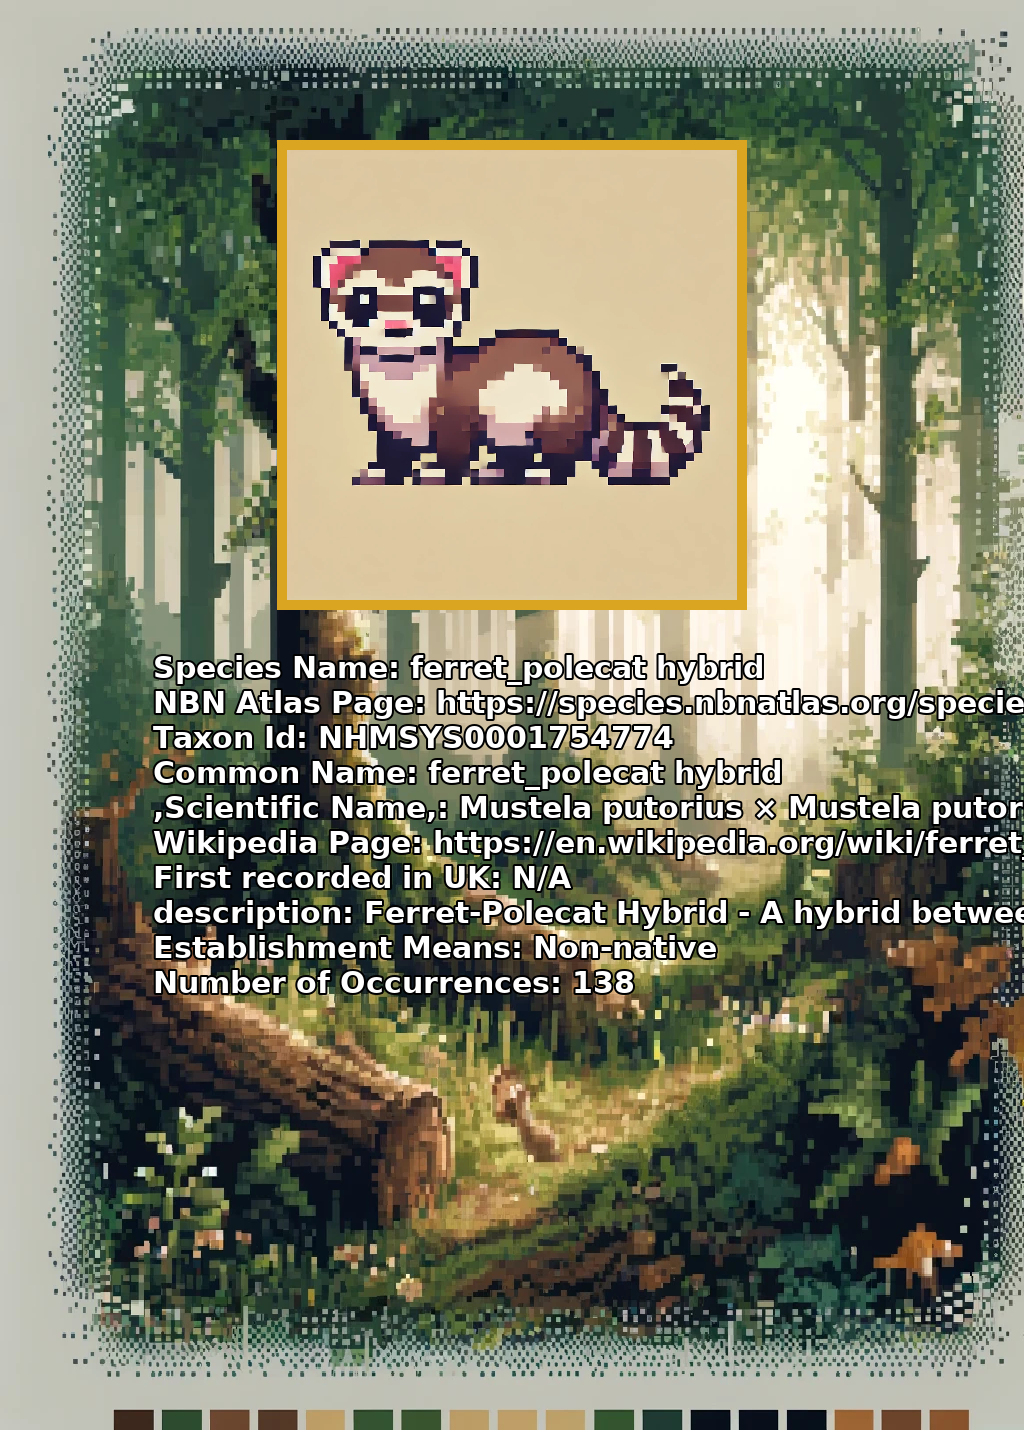 Species Name: ferret_polecat hybrid
NBN Atlas Page: https://species.nbnatlas.org/specie
Taxon Id: NHMSYS0001754774
Common Name: ferret_polecat hybrid
,Scientific Name,: Mustela putorius × Mustela putor
Wikipedia Page: https://en.wikipedia.org/wiki/ferret_
First recorded in UK: N/A
description: Ferret-Polecat Hybrid - A hybrid betwee
Establishment Means: Non-native
Number of Occurrences: 138